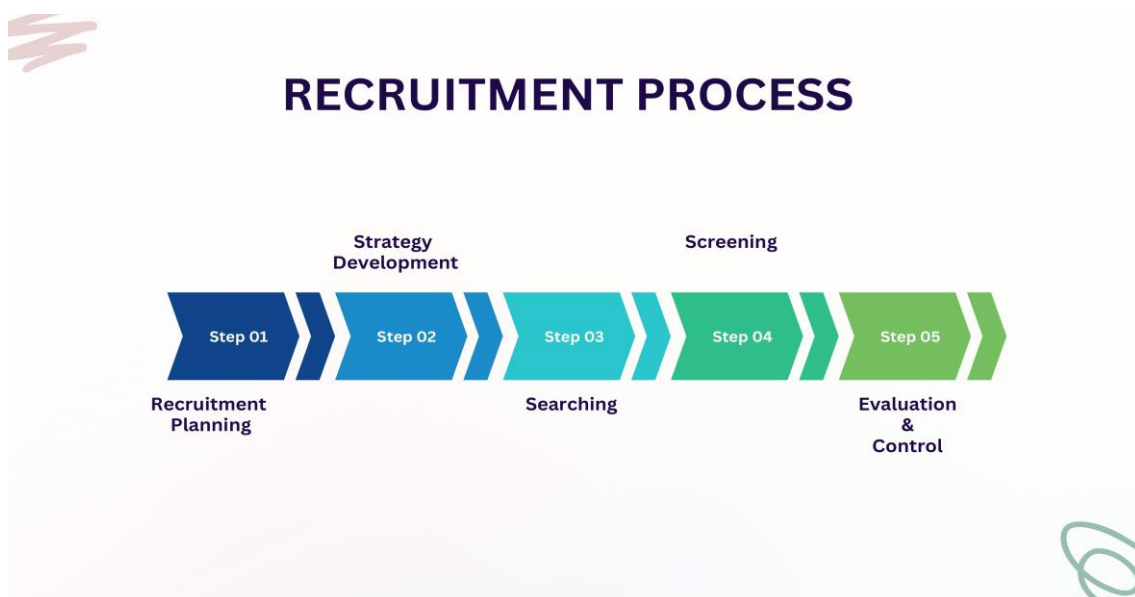 RECRUITMENT PROCESS
Strategy
Development
Screening
Step 01
Step 02
Step 03
Step 04
Step 05
Recruitment
Planning
Searching
Evaluation
&
Control